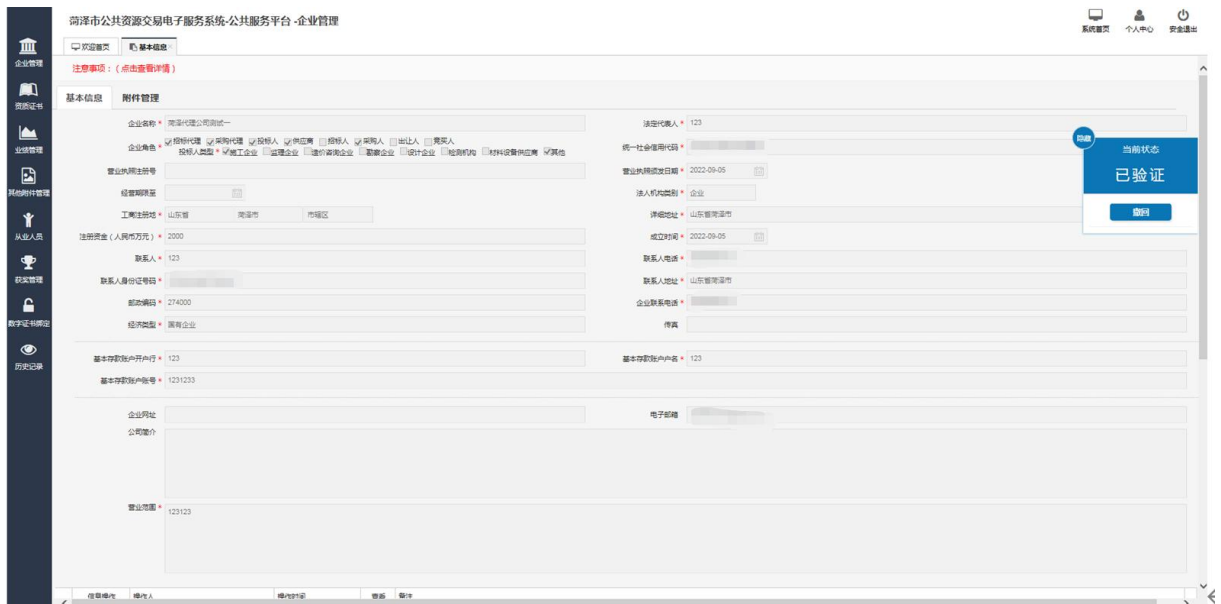 菏泽市公共资源交易电子服务系统-公共服务平台 -企业管理
系统首页 个人中心 安全退出
欢迎首页 基本信息
企业管理
资质证书
业绩管理
其他附件管理
从业人员
获奖管理
数字证书绑定
历史记录
注意事项：（点击查看详情）
基本信息 附件管理
企业名称 * 菏泽代理公司测试一 法定代表人 * 123
企业角色 * 招标代理 采购代理 投标人 供应商 招标人 采购人 出让人 竞买人
投标人类型 * 施工企业 监理企业 造价咨询企业 勘察企业 设计企业 检测机构 材料设备供应商 其他
统一社会信用代码 *
营业执照注册号 营业执照颁发日期 * 2022-09-05
经营期限至 法人机构类别 * 企业
工商注册地 * 山东省 菏泽市 市辖区 详细地址 * 山东省菏泽市
注册资金（人民币万元） * 2000 成立时间 * 2022-09-05
联系人 * 123 联系人电话 *
联系人身份证号码 * 联系人地址 * 山东省菏泽市
邮政编码 * 274000 企业联系电话 *
经济类型 * 国有企业 传真
基本存款账户开户行 * 123 基本存款账户户名 * 123
基本存款账户账号 * 1231233
企业网址 电子邮箱
公司简介
营业范围 * 123123
信息操作 操作人 操作时间 查看 备注
隐藏
当前状态
已验证
撤回